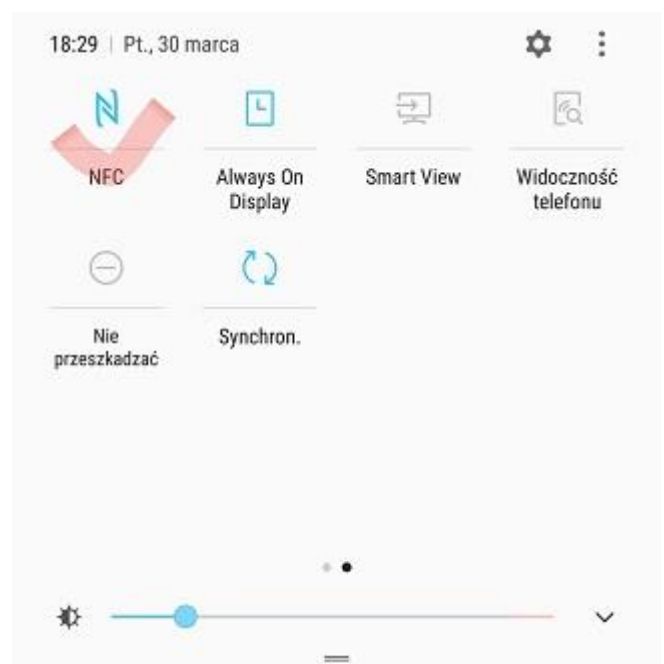 18:29 | Pt., 30 marca
NFC
Always On
Display
Smart View
Widoczność
telefonu
Nie
przeszkadzać
Synchron.